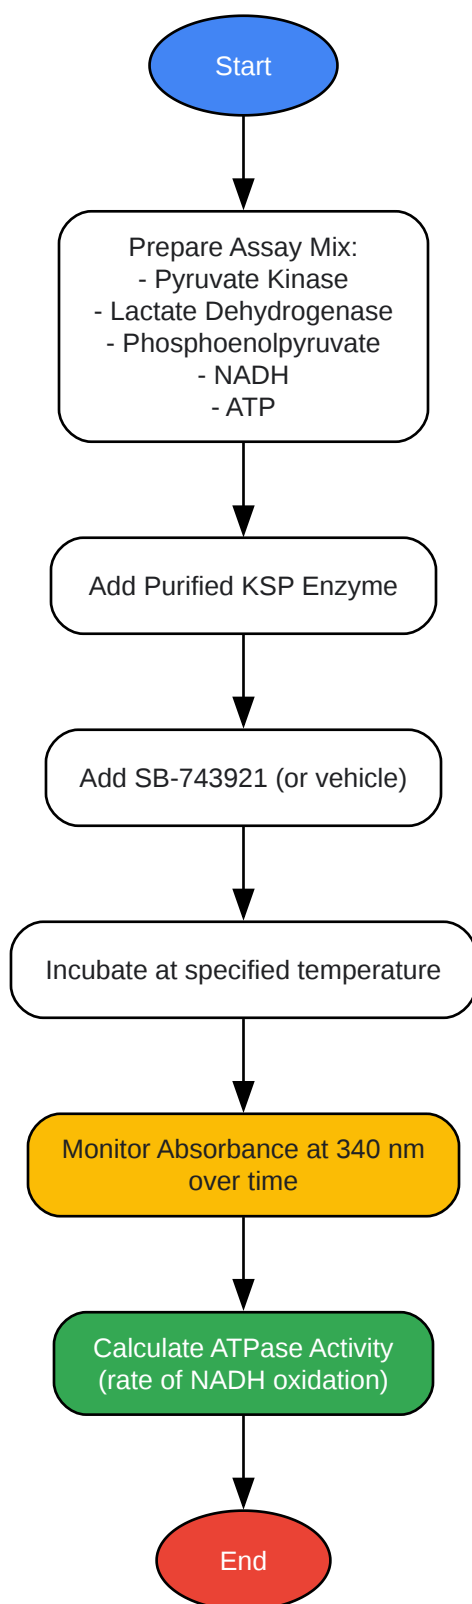 Start
Prepare Assay Mix:
- Pyruvate Kinase
- Lactate Dehydrogenase
- Phosphoenolpyruvate
- NADH
- ATP
Add Purified KSP Enzyme
Add SB-743921 (or vehicle)
Incubate at specified temperature
Monitor Absorbance at 340 nm
over time
Calculate ATPase Activity
(rate of NADH oxidation)
End